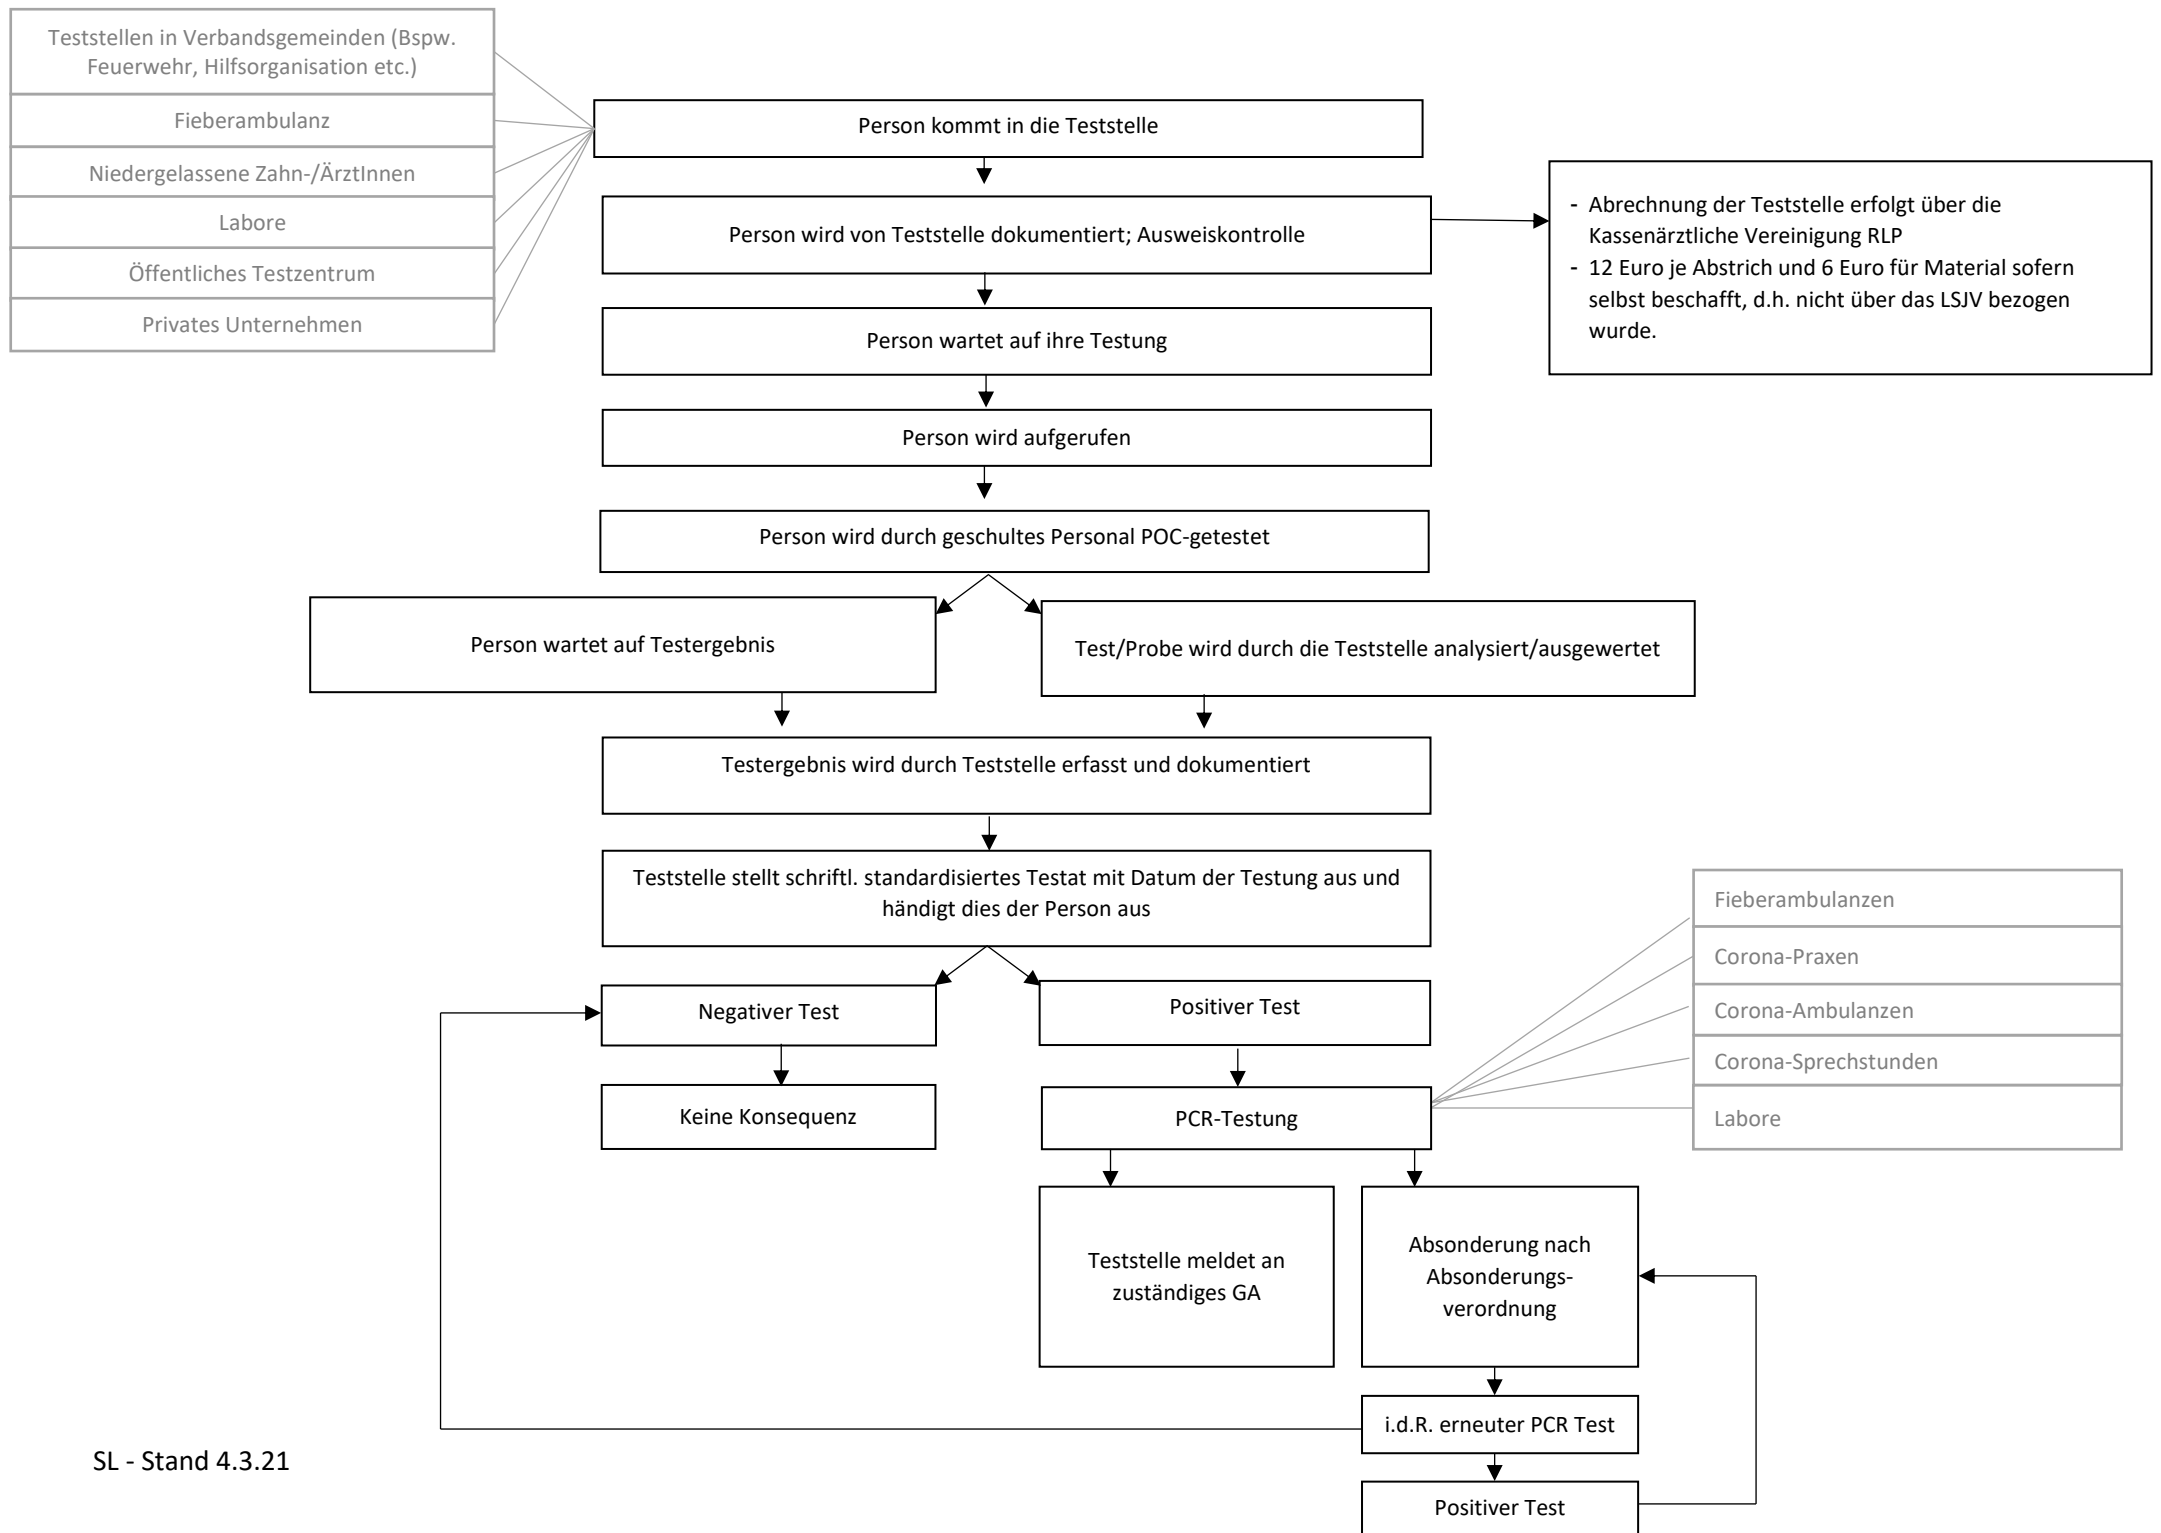 Teststellen in Verbandsgemeinden (Bspw.
Feuerwehr, Hilfsorganisation etc.)
Fieberambulanz
Niedergelassene Zahn-/ÄrztInnen
Labore
Öffentliches Testzentrum
Privates Unternehmen
Person kommt in die Teststelle
Person wird von Teststelle dokumentiert; Ausweiskontrolle
- Abrechnung der Teststelle erfolgt über die
Kassenärztliche Vereinigung RLP
- 12 Euro je Abstrich und 6 Euro für Material sofern
selbst beschafft, d.h. nicht über das LSJV bezogen
wurde.
Person wartet auf ihre Testung
Person wird aufgerufen
Person wird durch geschultes Personal POC-getestet
Person wartet auf Testergebnis
Test/Probe wird durch die Teststelle analysiert/ausgewertet
Testergebnis wird durch Teststelle erfasst und dokumentiert
Teststelle stellt schriftl. standardisiertes Testat mit Datum der Testung aus und
händigt dies der Person aus
Negativer Test
Positiver Test
Keine Konsequenz
PCR-Testung
Fieberambulanzen
Corona-Praxen
Corona-Ambulanzen
Corona-Sprechstunden
Labore
Teststelle meldet an
zuständiges GA
Absonderung nach
Absonderungs-
verordnung
i.d.R. erneuter PCR Test
Positiver Test
SL - Stand 4.3.21